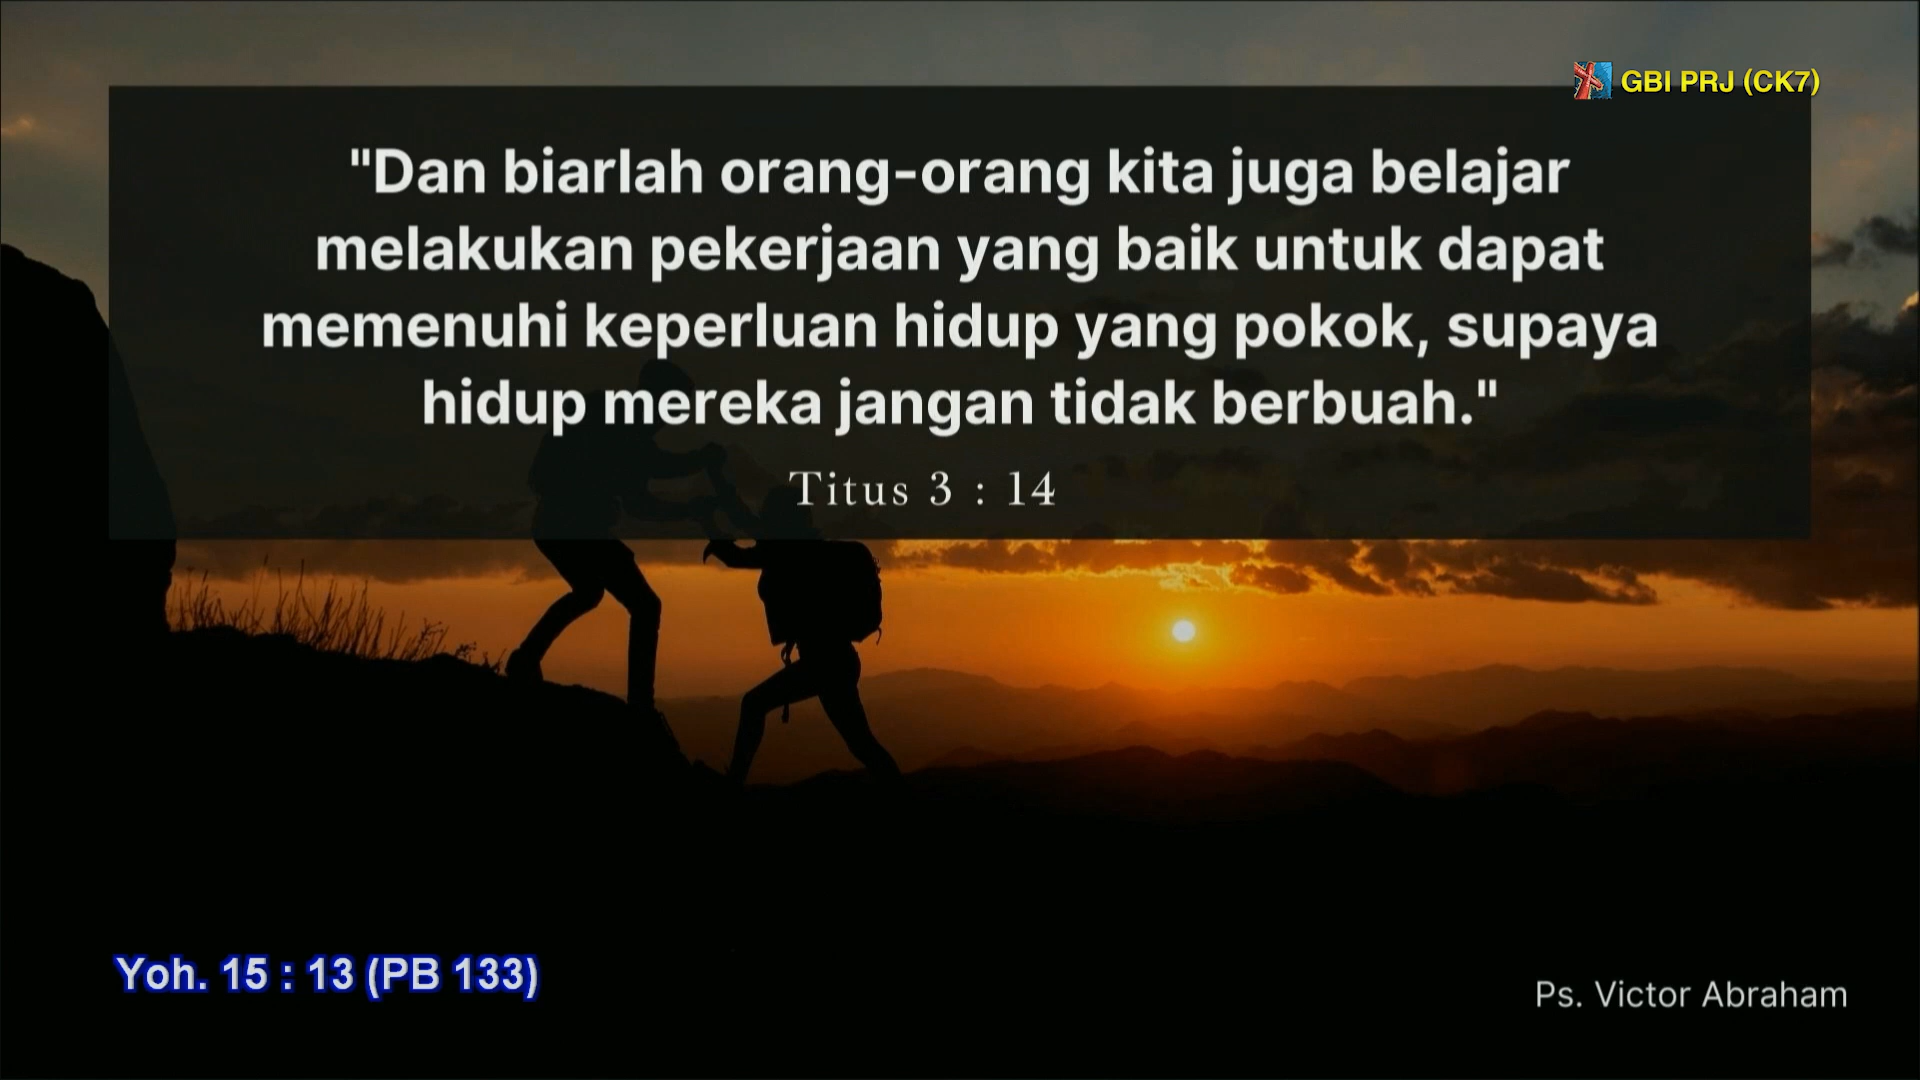 GBI PRJ (CK7)
"Dan biarlah orang-orang kita juga belajar
melakukan pekerjaan yang baik untuk dapat
memenuhi keperluan hidup yang pokok, supaya
hidup mereka jangan tidak berbuah."
Titus 3 : 14
Yoh. 15 : 13 (PB 133)
Ps. Victor Abraham